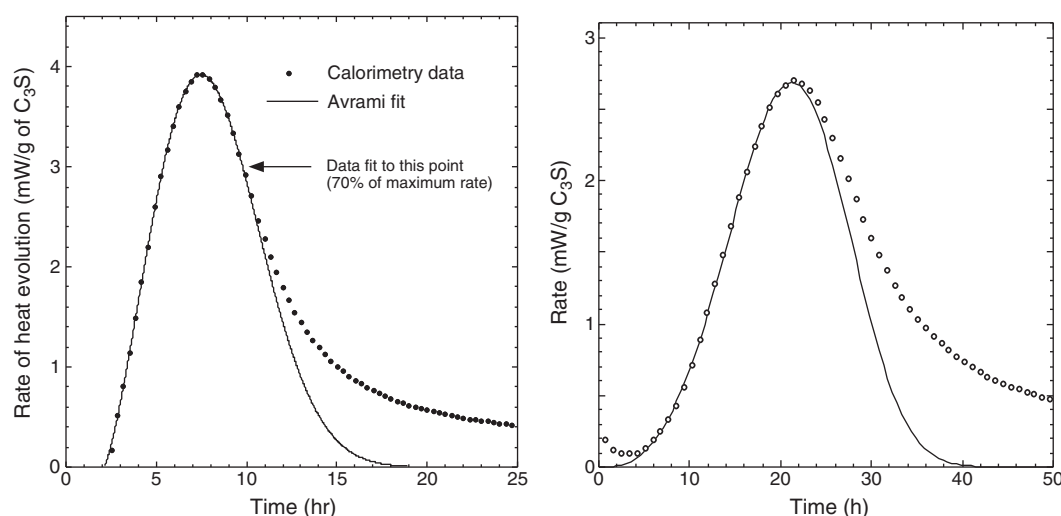 Rate of heat evolution (mW/g of C₃S)
4
3
2
1
0
Calorimetry data
Avrami fit
Data fit to this point
(70% of maximum rate)
0 5 10 15 20 25
Time (hr)
Rate (mW/g C₃S)
3
2
1
0
0 10 20 30 40 50
Time (h)